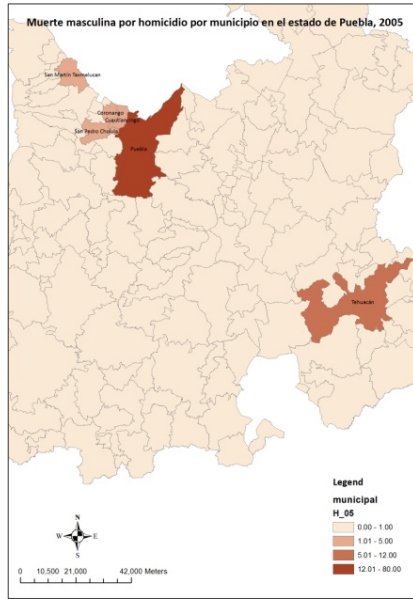 Muerte masculina por homicidio por municipio en el estado de Puebla, 2005
San Martín Texmelucan
Coronango
Cuautlancingo
San Pedro Cholula
Puebla
Tehuacán
Legend
municipal
H_05
0.00 - 1.00
1.01 - 5.00
5.01 - 12.00
12.01 - 80.00
N
W E
S
0 10,500 21,000 42,000 Meters